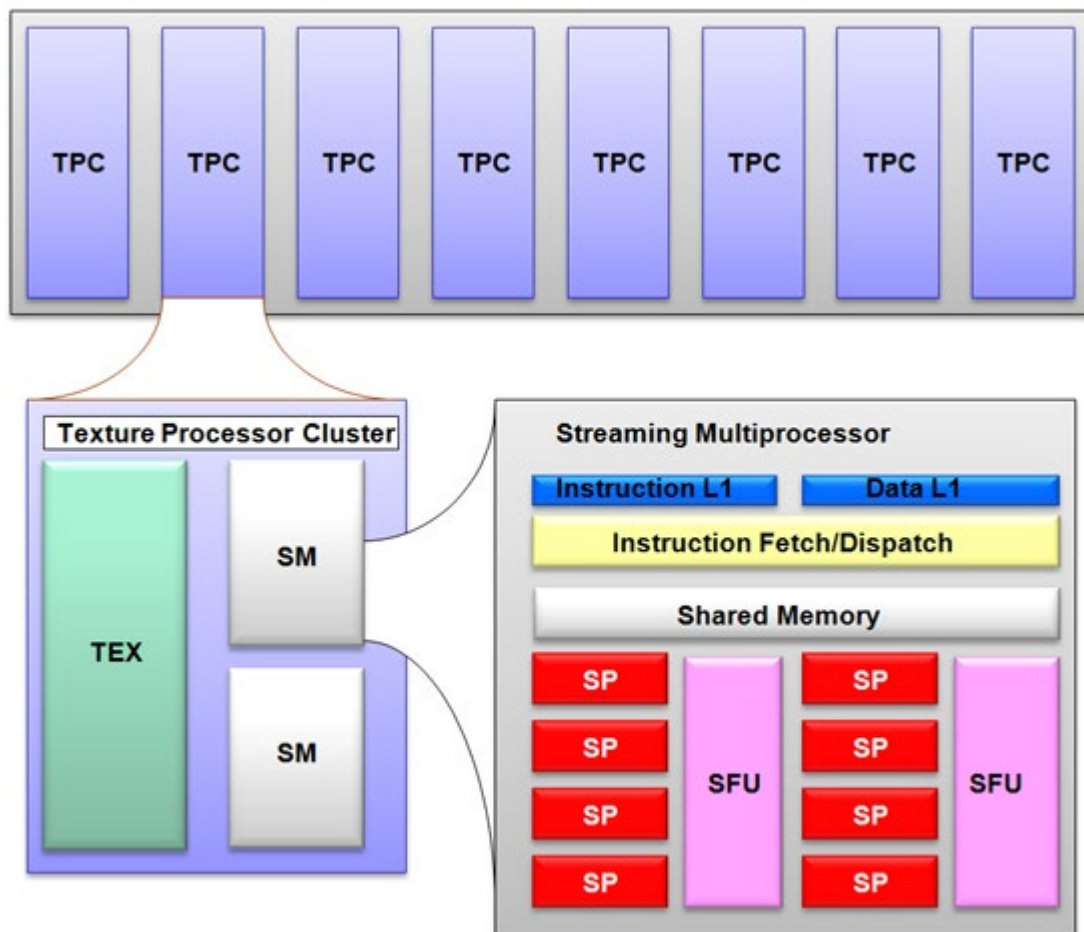 TPC TPC TPC TPC TPC TPC TPC TPC
Texture Processor Cluster
TEX
SM
SM
Streaming Multiprocessor
Instruction L1 Data L1
Instruction Fetch/Dispatch
Shared Memory
SP SP
SP SP
SFU SFU
SP SP
SP SP